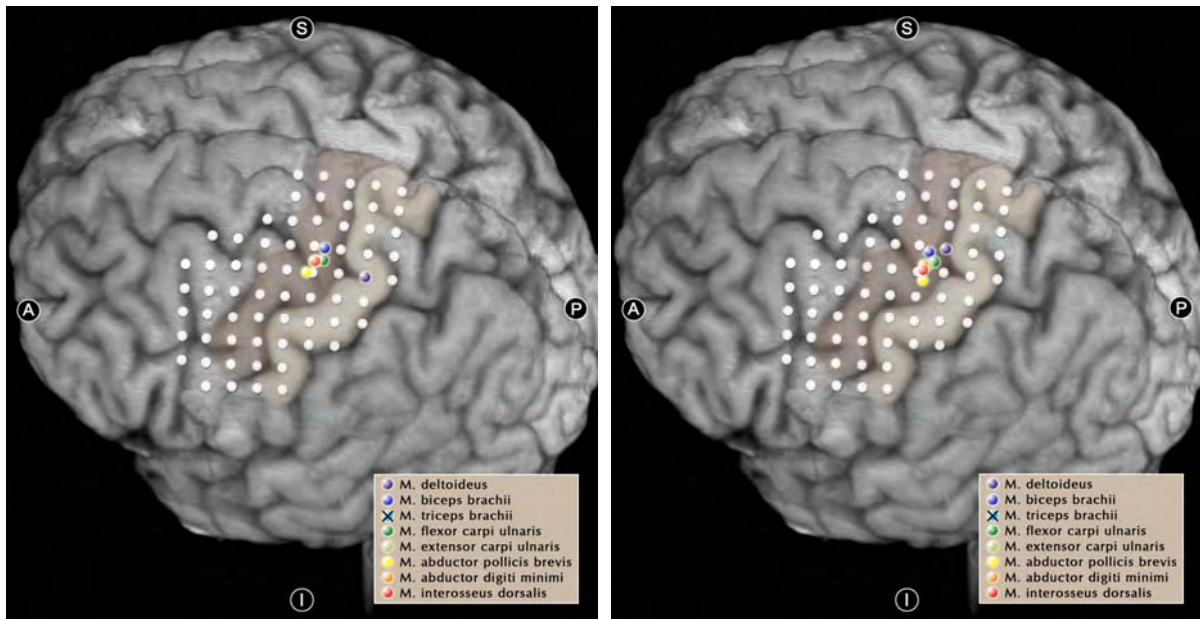 S
A
P
M. deltoideus
M. biceps brachii
M. triceps brachii
M. flexor carpi ulnaris
M. extensor carpi ulnaris
M. abductor pollicis brevis
M. abductor digiti minimi
M. interosseus dorsalis
I
S
A
P
M. deltoideus
M. biceps brachii
M. triceps brachii
M. flexor carpi ulnaris
M. extensor carpi ulnaris
M. abductor pollicis brevis
M. abductor digiti minimi
M. interosseus dorsalis
I